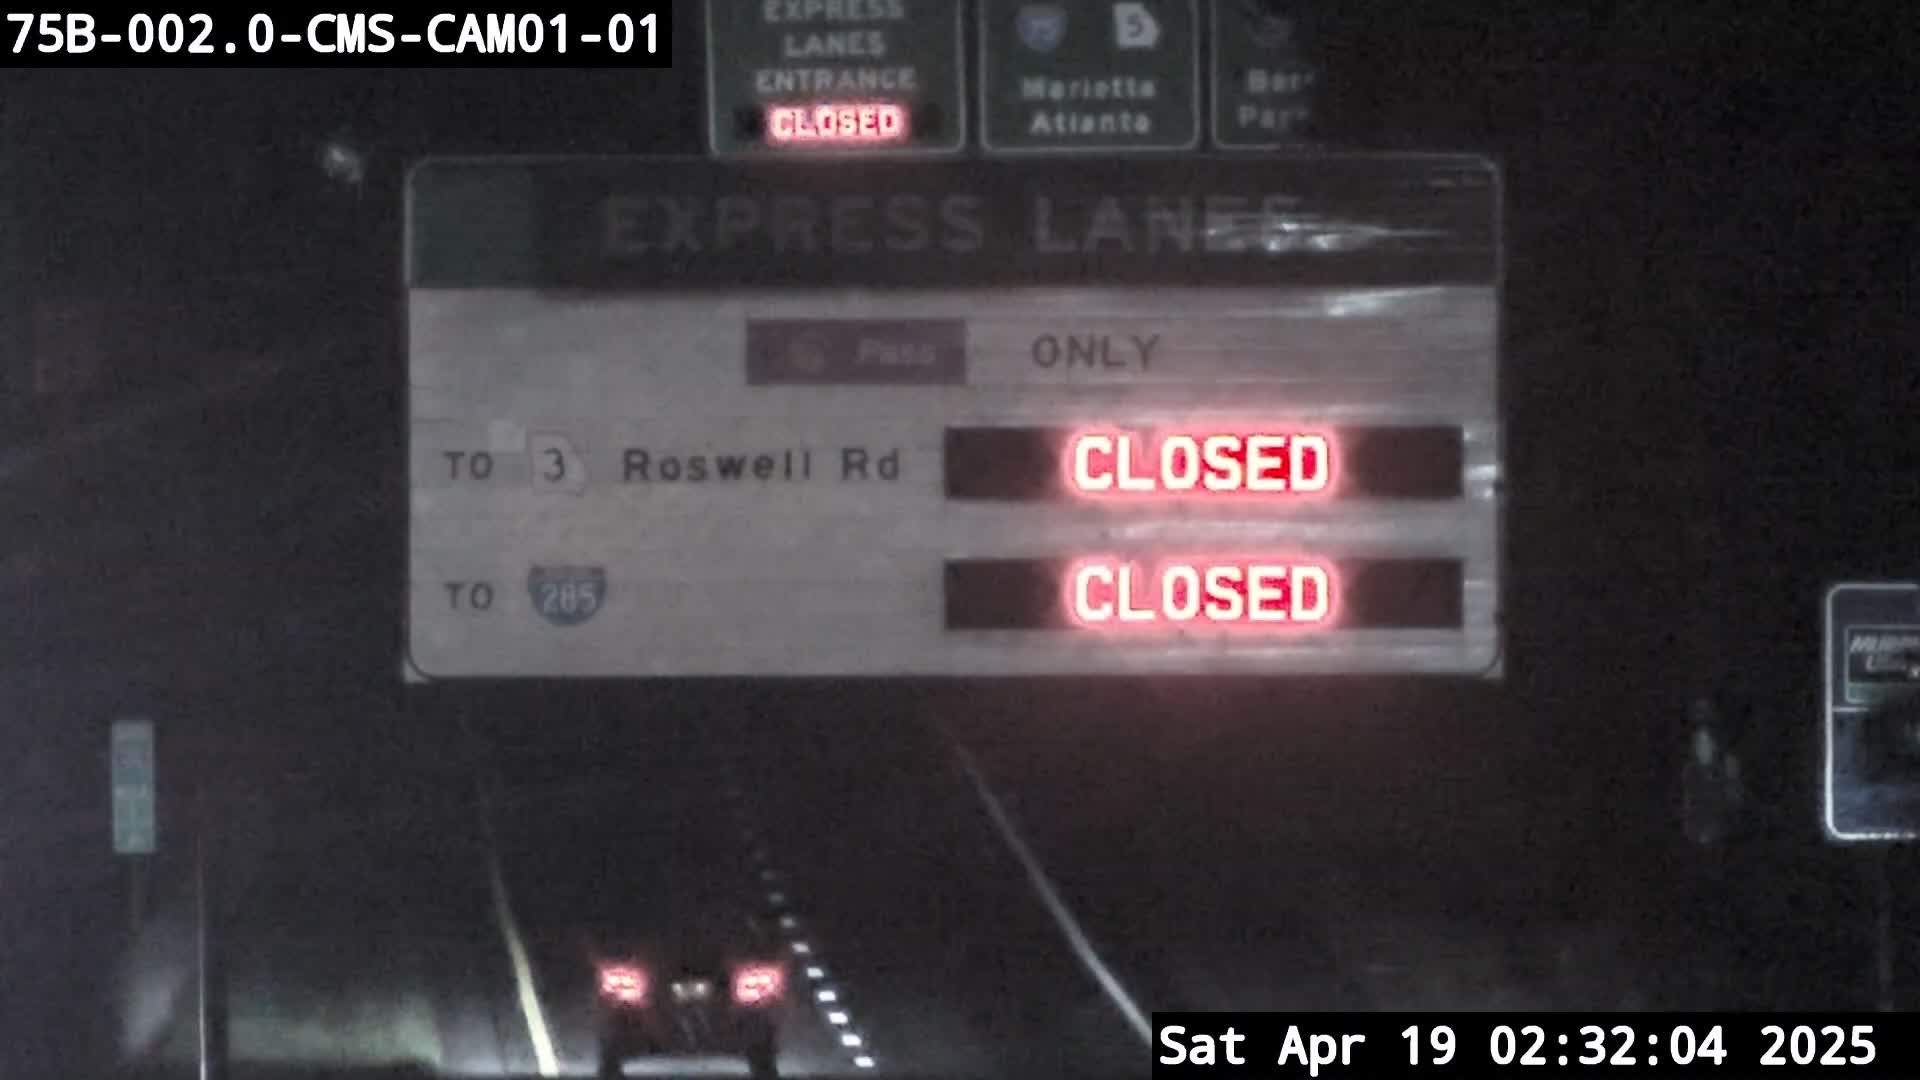 75B-002.0-CMS-CAM01-01
EXPRESS
LANES
ENTRANCE
CLOSED
75 5
Marietta
Atlanta
EXPRESS LANES
Pass ONLY
TO 3 Roswell Rd CLOSED
TO 285 CLOSED
Sat Apr 19 02:32:04 2025